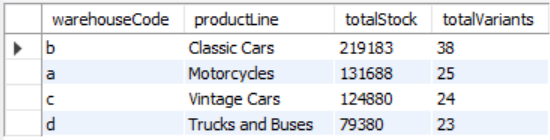 warehouseCode productLine totalStock totalVariants
b Classic Cars 219183 38
a Motorcycles 131688 25
c Vintage Cars 124880 24
d Trucks and Buses 79380 23